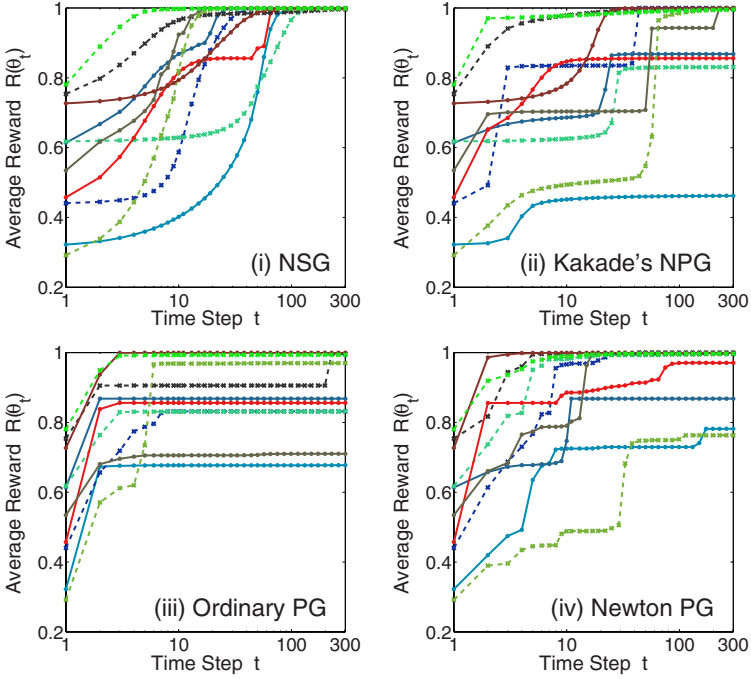 Average Reward R(θt)
1
0.8
0.6
0.4
0.2
(i) NSG
1 10 100 300
Time Step t
Average Reward R(θt)
1
0.8
0.6
0.4
0.2
(ii) Kakade's NPG
1 10 100 300
Time Step t
Average Reward R(θt)
1
0.8
0.6
0.4
0.2
(iii) Ordinary PG
1 10 100 300
Time Step t
Average Reward R(θt)
1
0.8
0.6
0.4
0.2
(iv) Newton PG
1 10 100 300
Time Step t